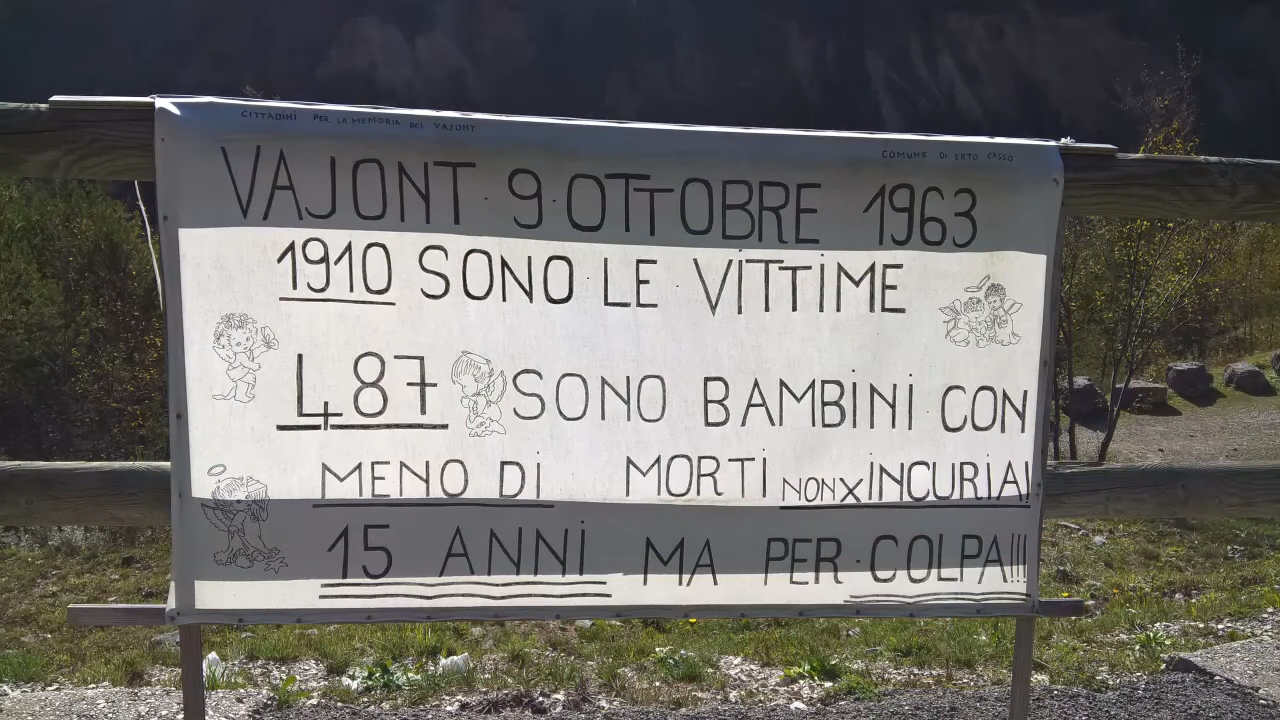 CITTADINI PER LA MEMORIA DEL VAJONT
COMUNE DI ERTO CASSO
VAJONT · 9 · OTTOBRE 1963
1910 SONO · LE · VITTIME
487 SONO BAMBINI · CON
MENO DI MORTI NON X INCURIA!
15 ANNI MA PER · COLPA!!!